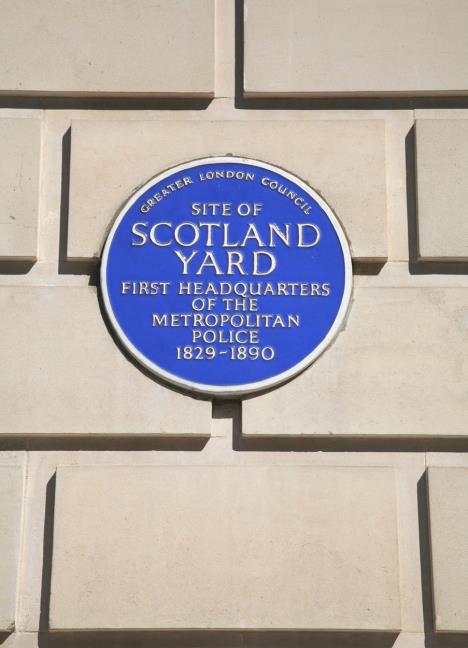 GREATER LONDON COUNCIL
SITE OF
SCOTLAND
YARD
FIRST HEADQUARTERS
OF THE
METROPOLITAN
POLICE
1829-1890